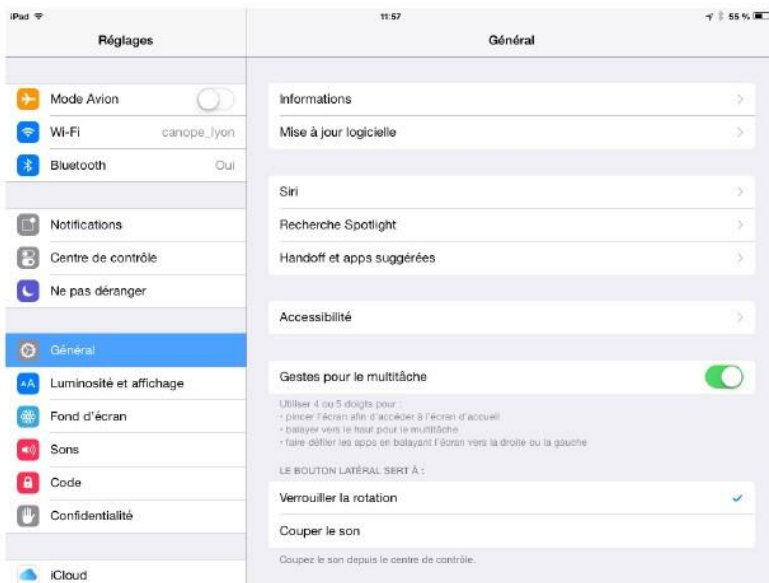 iPad
11:57
55 %
Réglages
Général
Mode Avion
Wi-Fi
canope_lyon
Bluetooth
Oui
Notifications
Centre de contrôle
Ne pas déranger
Général
Luminosité et affichage
Fond d'écran
Sons
Code
Confidentialité
iCloud
Informations
Mise à jour logicielle
Siri
Recherche Spotlight
Handoff et apps suggérées
Accessibilité
Gestes pour le multitâche
Utiliser 4 ou 5 doigts pour :
• pincer l'écran afin d'accéder à l'écran d'accueil
• balayer vers le haut pour le multitâche
• faire défiler les apps en balayant l'écran vers la droite ou la gauche
LE BOUTON LATÉRAL SERT À :
Verrouiller la rotation
Couper le son
Coupez le son depuis le centre de contrôle.